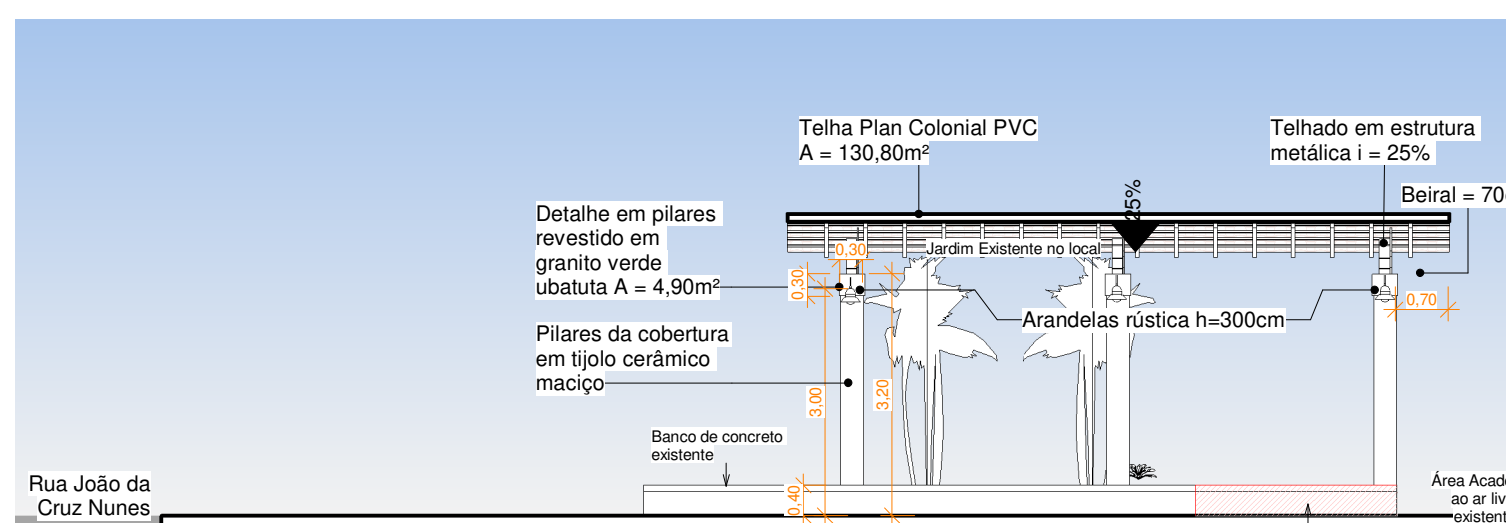 Telha Plan Colonial PVC
A = 130,80m²
Telhado em estrutura
metálica i = 25%
Beiral = 70
25%
Detalhe em pilares
revestido em
granito verde
ubatuta A = 4,90m²
0,30
Jardim Existente no local
0,30
0,70
Arandelas rústica h=300cm
Pilares da cobertura
em tijolo cerâmico
maciço
3,00
3,20
Banco de concreto
existente
0,40
Rua João da
Cruz Nunes
Área Acad
ao ar liv
existent